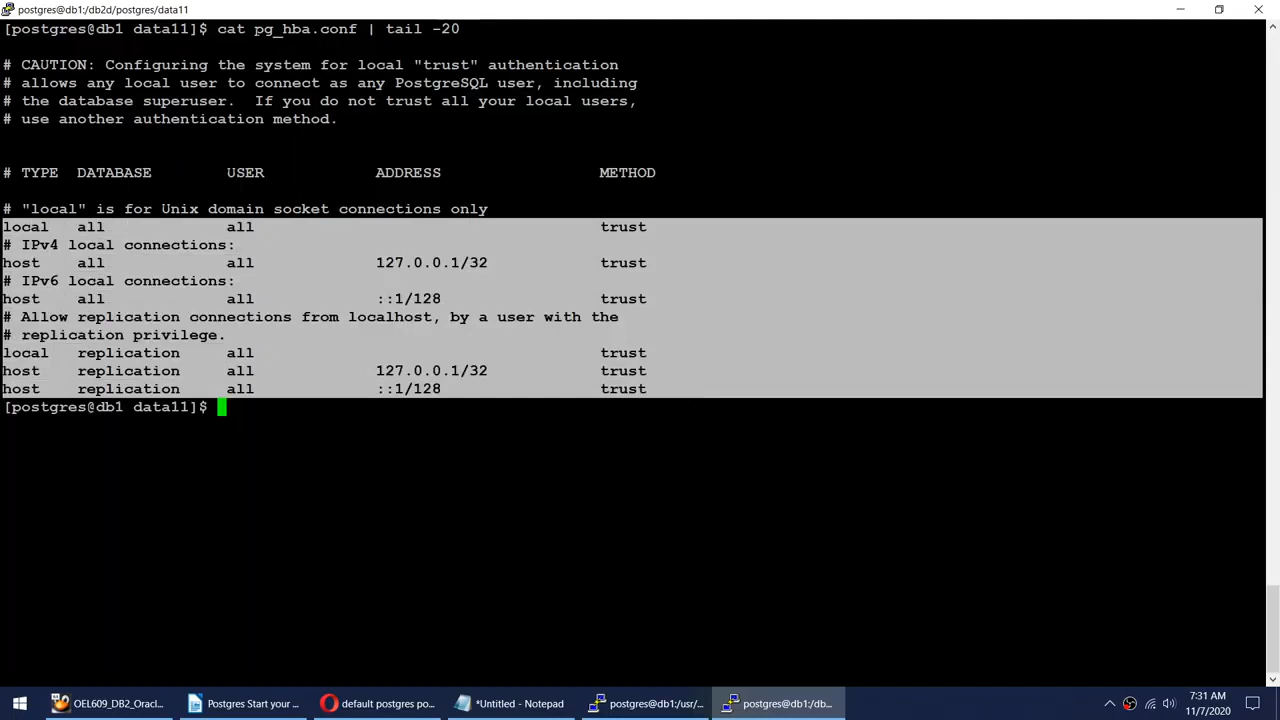 postgres@db1:/db2d/postgres/data11
[postgres@db1 data11]$ cat pg_hba.conf | tail -20
# CAUTION: Configuring the system for local "trust" authentication
# allows any local user to connect as any PostgreSQL user, including
# the database superuser.  If you do not trust all your local users,
# use another authentication method.
# TYPE  DATABASE        USER            ADDRESS                 METHOD
# "local" is for Unix domain socket connections only
local   all             all                                     trust
# IPv4 local connections:
host    all             all             127.0.0.1/32            trust
# IPv6 local connections:
host    all             all             ::1/128                 trust
# Allow replication connections from localhost, by a user with the
# replication privilege.
local   replication     all                                     trust
host    replication     all             127.0.0.1/32            trust
host    replication     all             ::1/128                 trust
[postgres@db1 data11]$
OEL609_DB2_Oracl... Postgres Start your ... default postgres po... *Untitled - Notepad postgres@db1:/usr/... postgres@db1:/db...
7:31 AM
11/7/2020